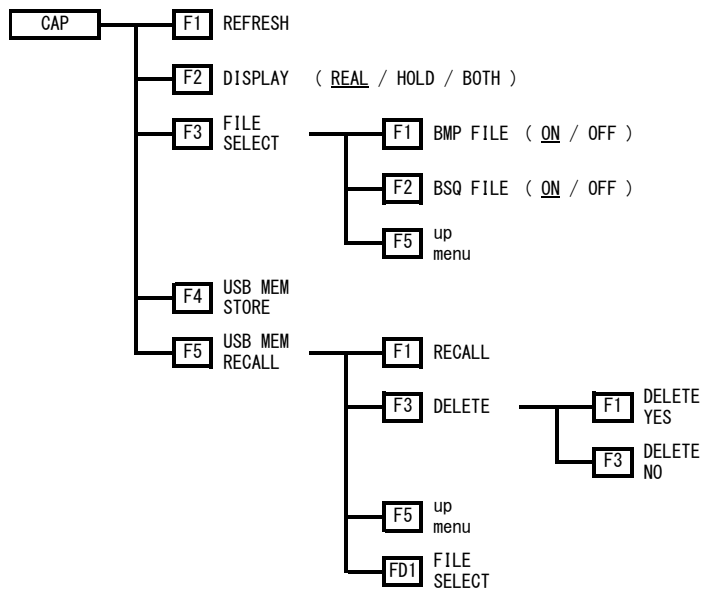 CAP F1 REFRESH
F2 DISPLAY ( REAL / HOLD / BOTH )
F3 FILE
SELECT
F1 BMP FILE ( ON / OFF )
F2 BSQ FILE ( ON / OFF )
F5 up
menu
F4 USB MEM
STORE
F5 USB MEM
RECALL
F1 RECALL
F3 DELETE
F1 DELETE
YES
F3 DELETE
NO
F5 up
menu
FD1 FILE
SELECT